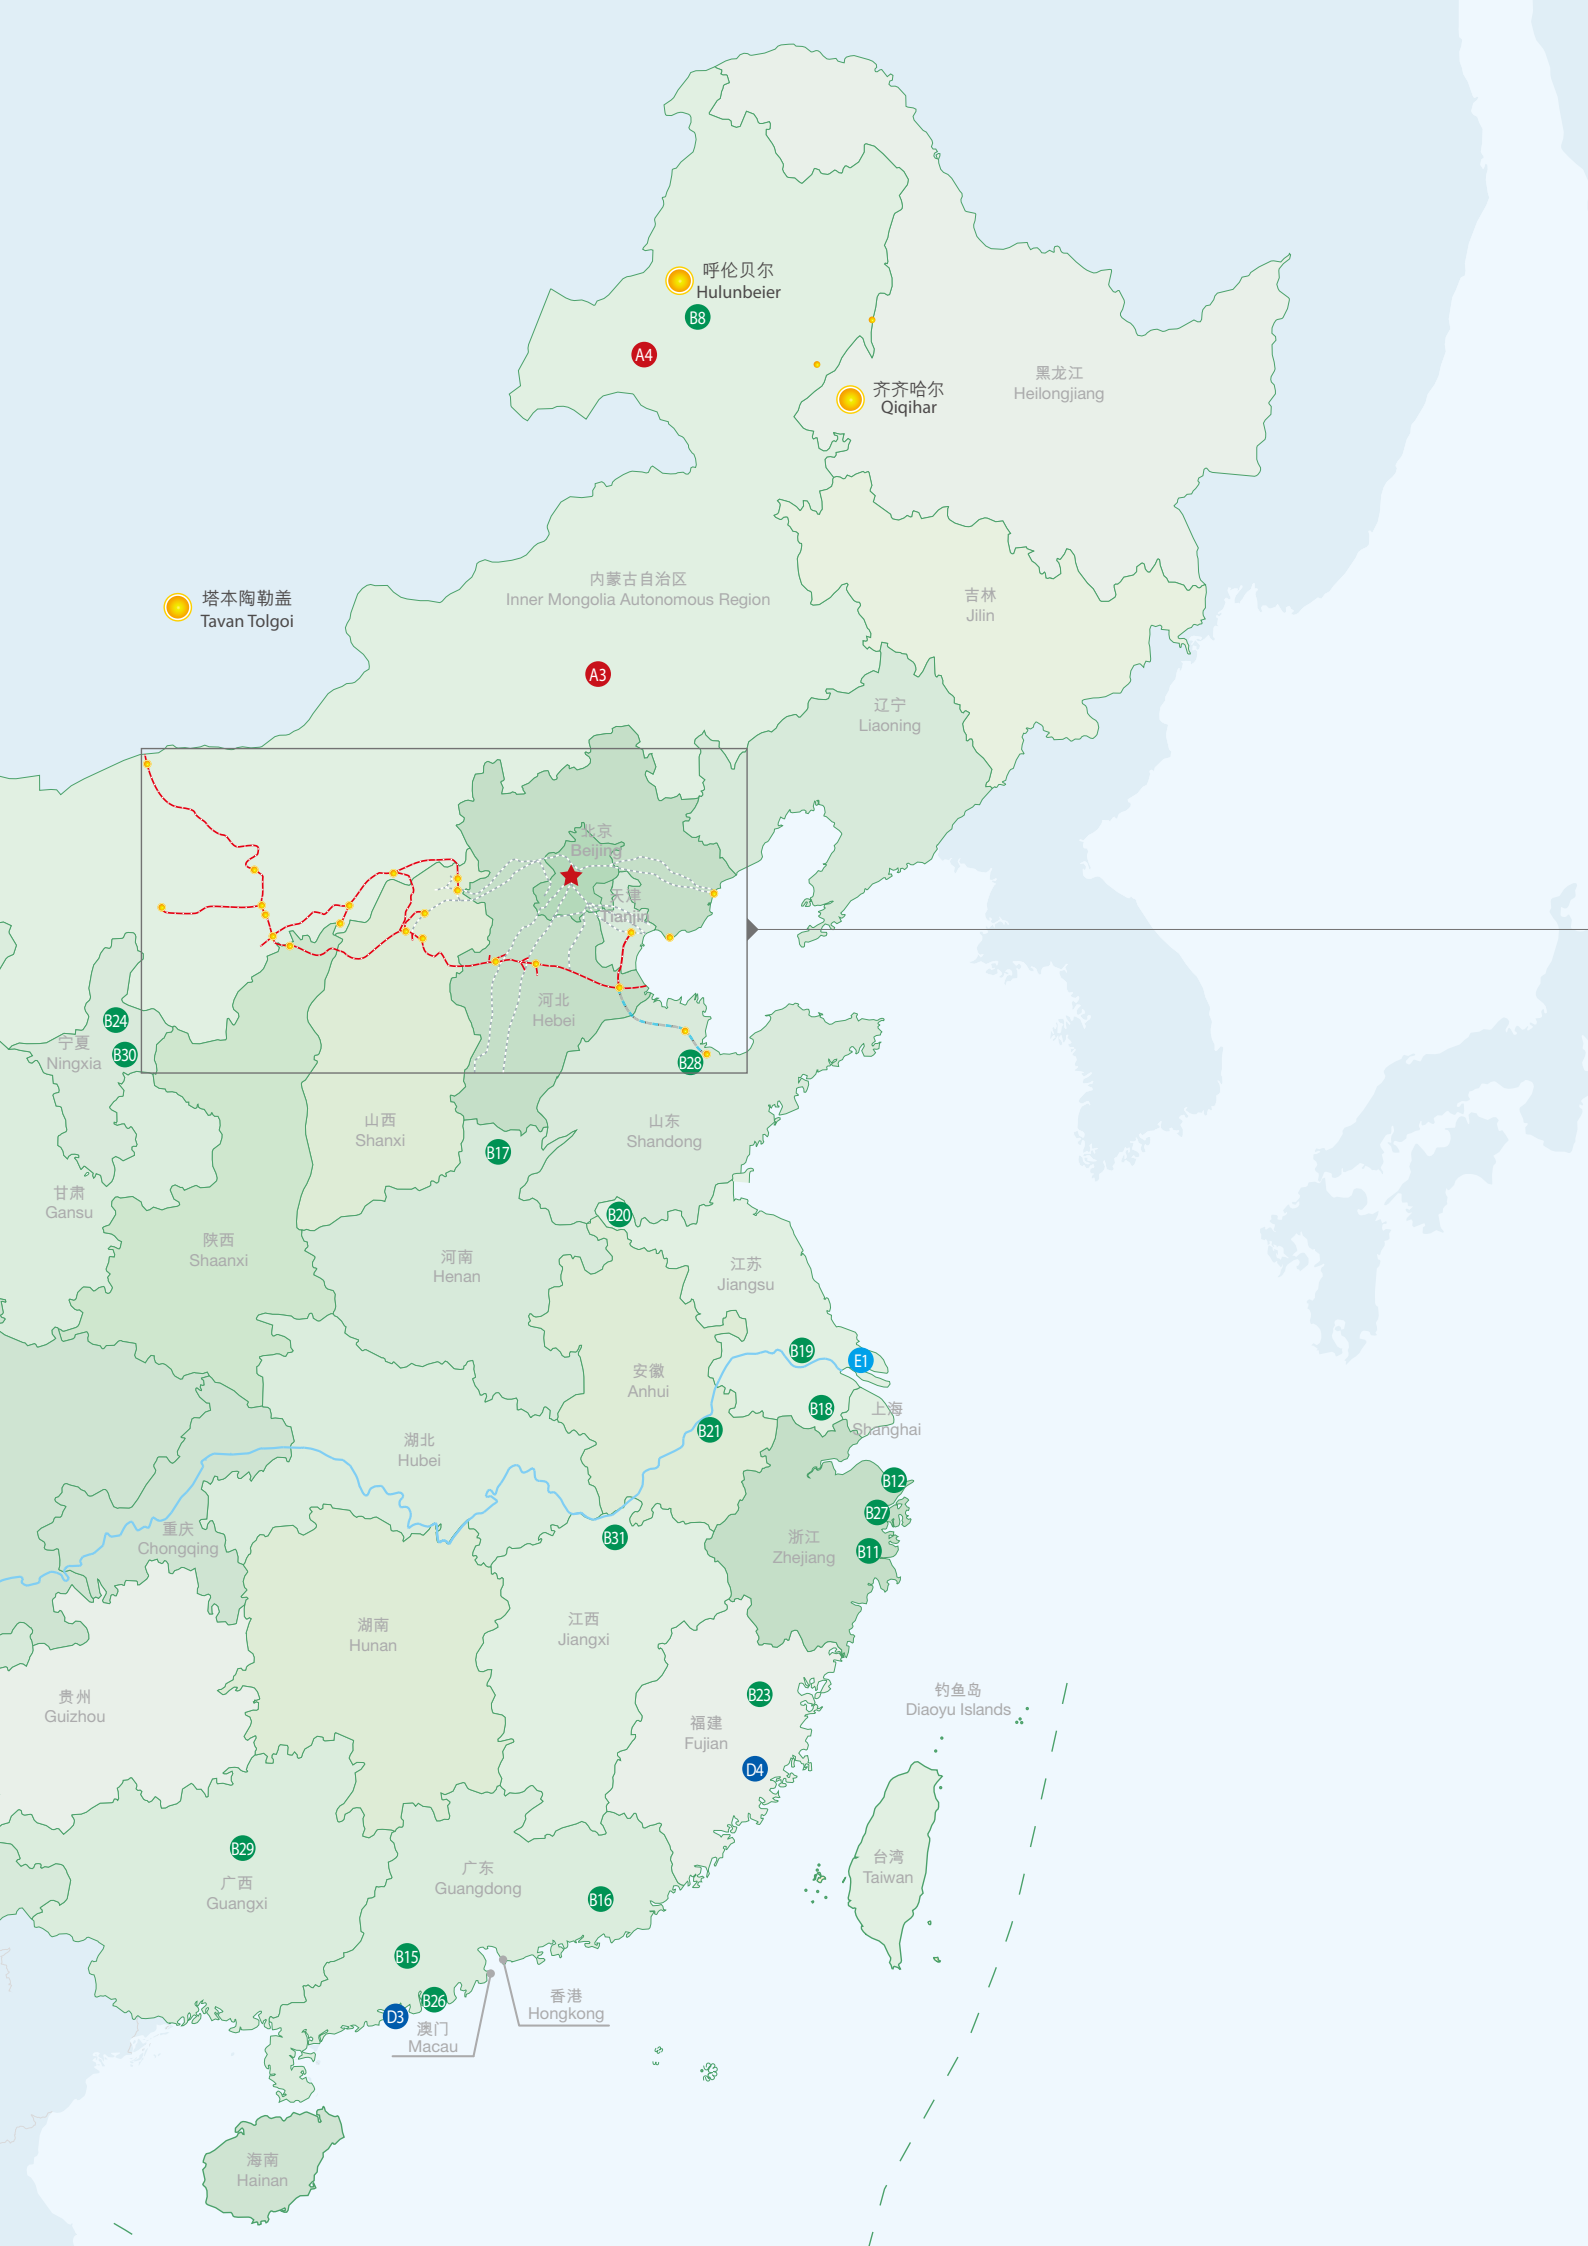 呼伦贝尔
Hulunbeier
B8
A4
齐齐哈尔
Qiqihar
黑龙江
Heilongjiang
内蒙古自治区
Inner Mongolia Autonomous Region
吉林
Jilin
塔本陶勒盖
Tavan Tolgoi
A3
辽宁
Liaoning
北京
Beijing
天建
Tianjin
河北
Hebei
B24
宁夏
Ningxia
B30
B28
山西
Shanxi
山东
Shandong
B17
甘肃
Gansu
B20
陕西
Shaanxi
河南
Henan
江苏
Jiangsu
B19
E1
安徽
Anhui
B18
上海
Shanghai
B21
湖北
Hubei
B12
B27
重庆
Chongqing
B31
浙江
Zhejiang
B11
湖南
Hunan
江西
Jiangxi
贵州
Guizhou
B23
钓鱼岛
Diaoyu Islands
福建
Fujian
D4
B29
广西
Guangxi
广东
Guangdong
B16
台湾
Taiwan
B15
B26
D3
香港
Hongkong
澳门
Macau
海南
Hainan